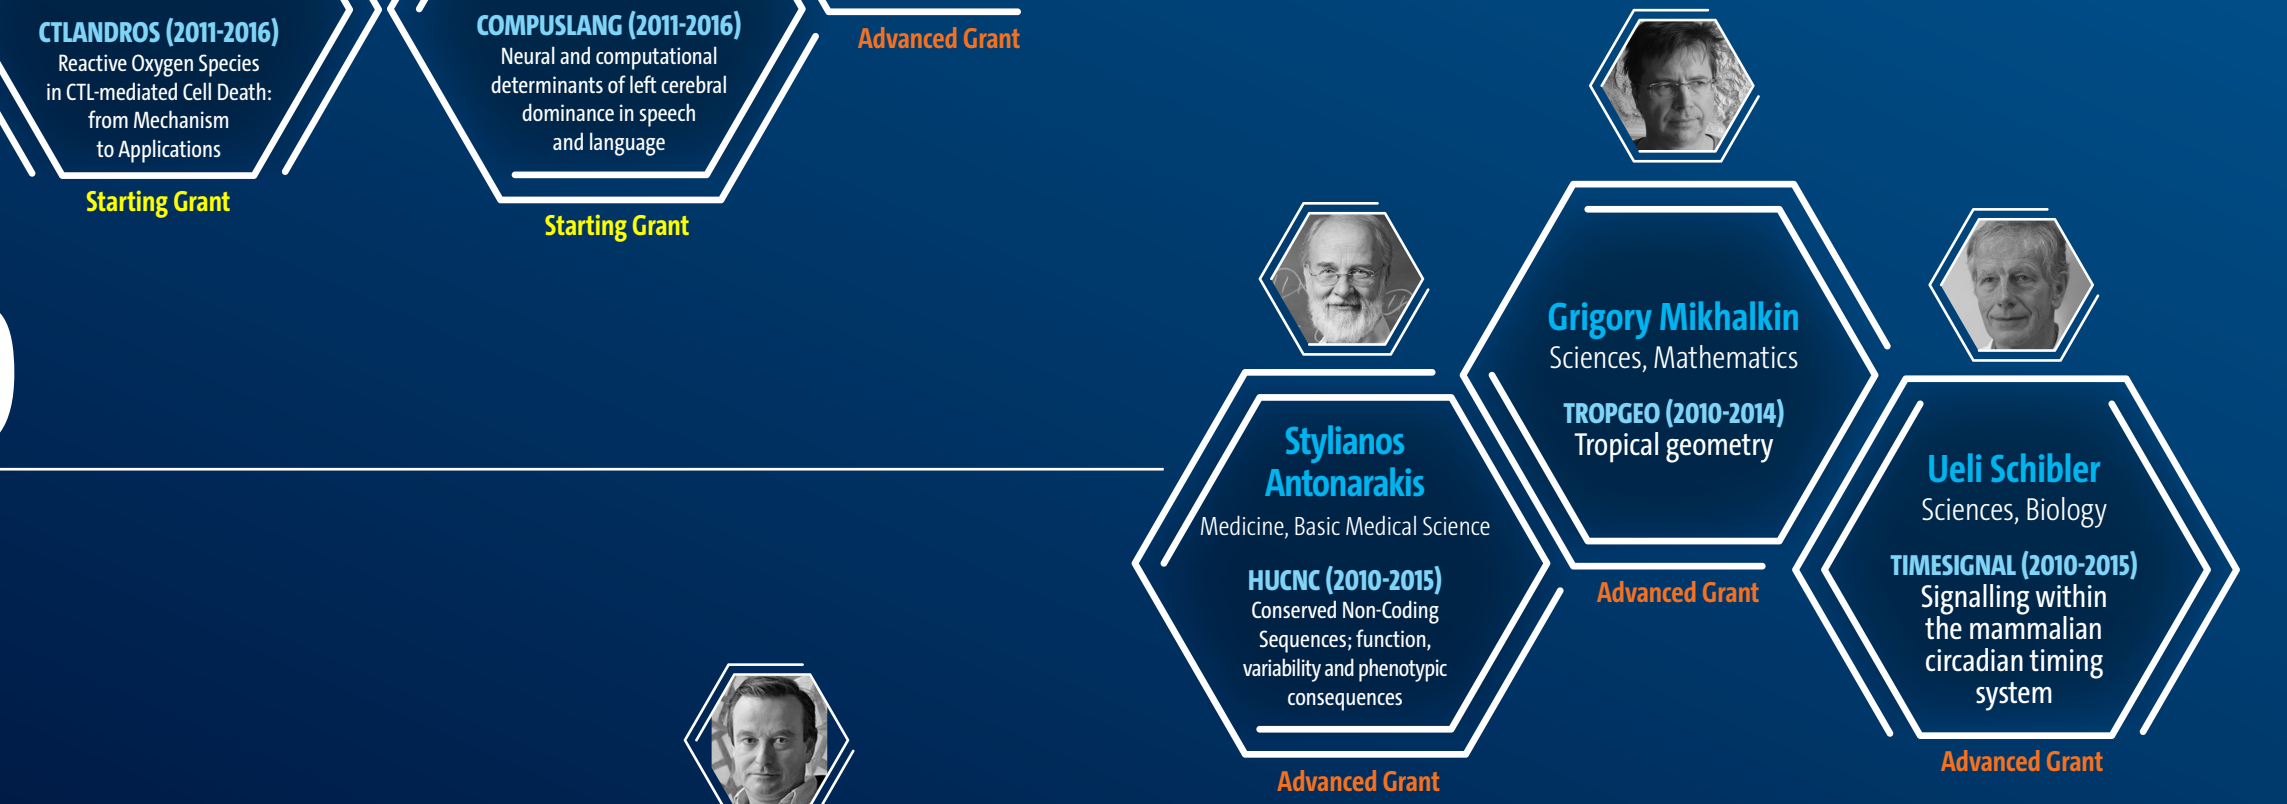 CTLANDROS (2011-2016)
Reactive Oxygen Species
in CTL-mediated Cell Death:
from Mechanism
to Applications
Starting Grant
COMPUSLANG (2011-2016)
Neural and computational
determinants of left cerebral
dominance in speech
and language
Starting Grant
Advanced Grant
Stylianos
Antonarakis
Medicine, Basic Medical Science
HUCNC (2010-2015)
Conserved Non-Coding
Sequences; function,
variability and phenotypic
consequences
Advanced Grant
Grigory Mikhalkin
Sciences, Mathematics
TROPGEO (2010-2014)
Tropical geometry
Advanced Grant
Ueli Schibler
Sciences, Biology
TIMESIGNAL (2010-2015)
Signalling within
the mammalian
circadian timing
system
Advanced Grant